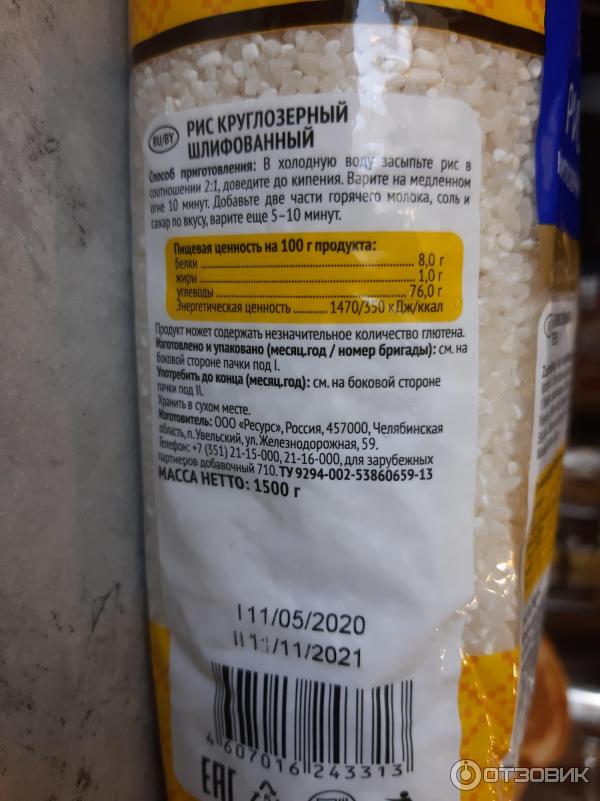 RU/BY
РИС КРУГЛОЗЕРНЫЙ
ШЛИФОВАННЫЙ
Способ приготовления: В холодную воду засыпьте рис в
соотношении 2:1, доведите до кипения. Варите на медленном
огне 10 минут. Добавьте две части горячего молока, соль и
сахар по вкусу, варите еще 5–10 минут.
Пищевая ценность на 100 г продукта:
белки ........ 8,0 г
жиры ........ 1,0 г
углеводы ........ 76,0 г
Энергетическая ценность ........ 1470/350 кДж/ккал
Продукт может содержать незначительное количество глютена.
Изготовлено и упаковано (месяц.год / номер бригады): см. на
боковой стороне пачки под I.
Употребить до конца (месяц.год): см. на боковой стороне
пачки под II.
Хранить в сухом месте.
Изготовитель: ООО «Ресурс», Россия, 457000, Челябинская
область, п. Увельский, ул. Железнодорожная, 59.
Телефон: +7 (351) 21-15-000, 21-16-000, для зарубежных
партнеров добавочный 710. ТУ 9294-002-53860659-13
МАССА НЕТТО: 1500 г
I 11/05/2020
II 11/11/2021
4 607016 243313
EAC
ОТЗОВИК